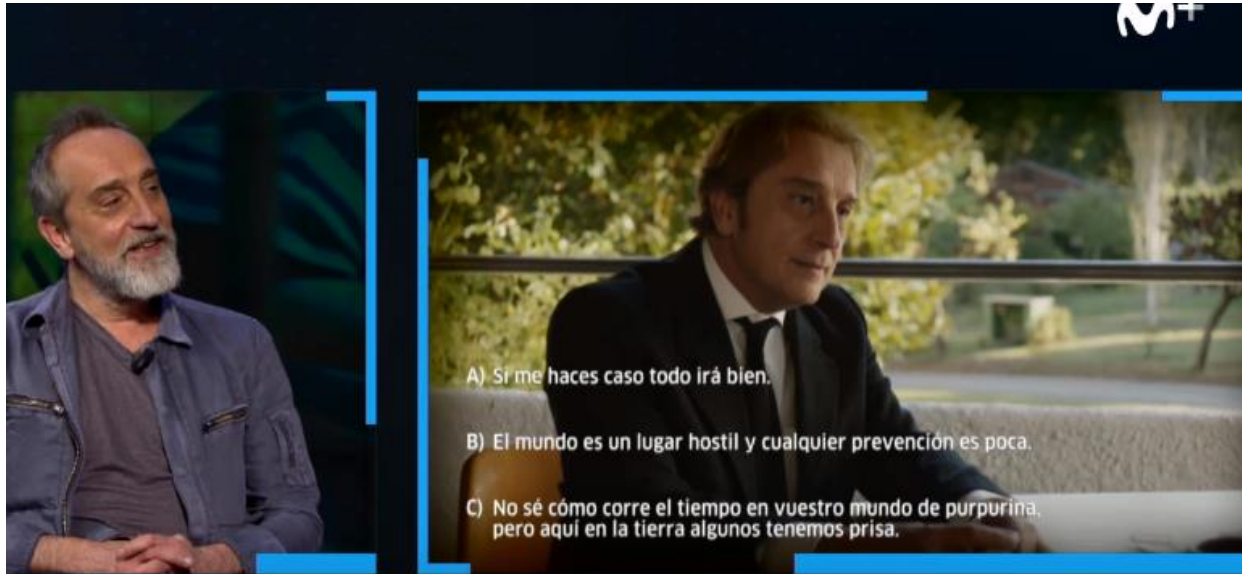 M+
A) Si me haces caso todo irá bien.
B) El mundo es un lugar hostil y cualquier prevención es poca.
C) No sé cómo corre el tiempo en vuestro mundo de purpurina,
pero aquí en la tierra algunos tenemos prisa.